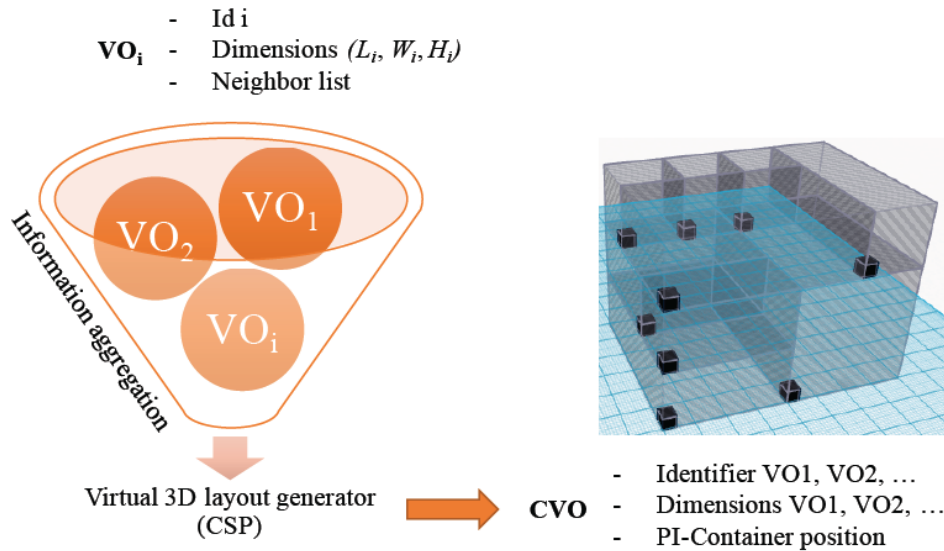 - Id i
VOi - Dimensions (Li, Wi, Hi)
- Neighbor list
VO1
VO2
VOi
Information aggregation
Virtual 3D layout generator
(CSP)
CVO
- Identifier VO1, VO2, …
- Dimensions VO1, VO2, …
- PI-Container position